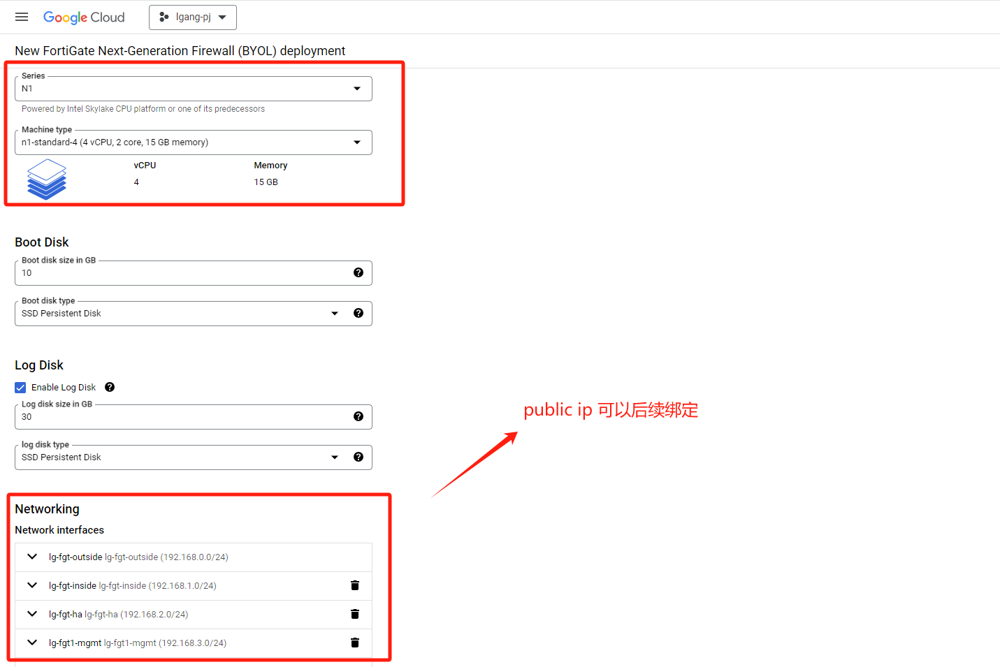 Google Cloud
lgang-pj
New FortiGate Next-Generation Firewall (BYOL) deployment
Series
N1
Powered by Intel Skylake CPU platform or one of its predecessors
Machine type
n1-standard-4 (4 vCPU, 2 core, 15 GB memory)
vCPU Memory
4 15 GB
Boot Disk
Boot disk size in GB
10
Boot disk type
SSD Persistent Disk
Log Disk
Enable Log Disk
Log disk size in GB
30
public ip 可以后续绑定
log disk type
SSD Persistent Disk
Networking
Network interfaces
lg-fgt-outside lg-fgt-outside (192.168.0.0/24)
lg-fgt-inside lg-fgt-inside (192.168.1.0/24)
lg-fgt-ha lg-fgt-ha (192.168.2.0/24)
lg-fgt1-mgmt lg-fgt1-mgmt (192.168.3.0/24)